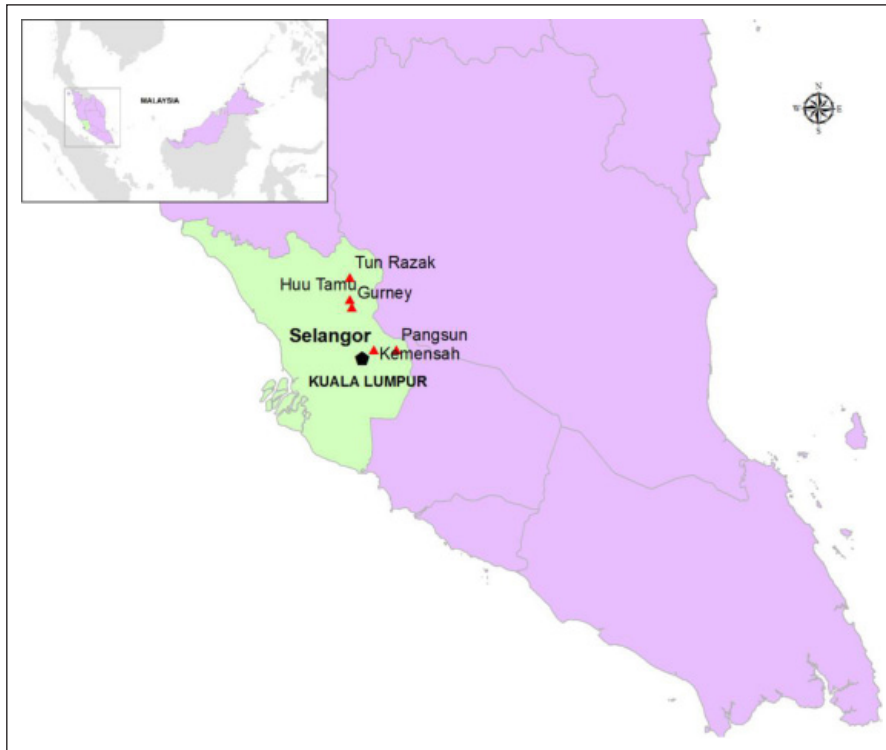 MALAYSIA
N
W E
S
Tun Razak
Huu Tamu
Gurney
Selangor
Pangsun
Kemensah
KUALA LUMPUR